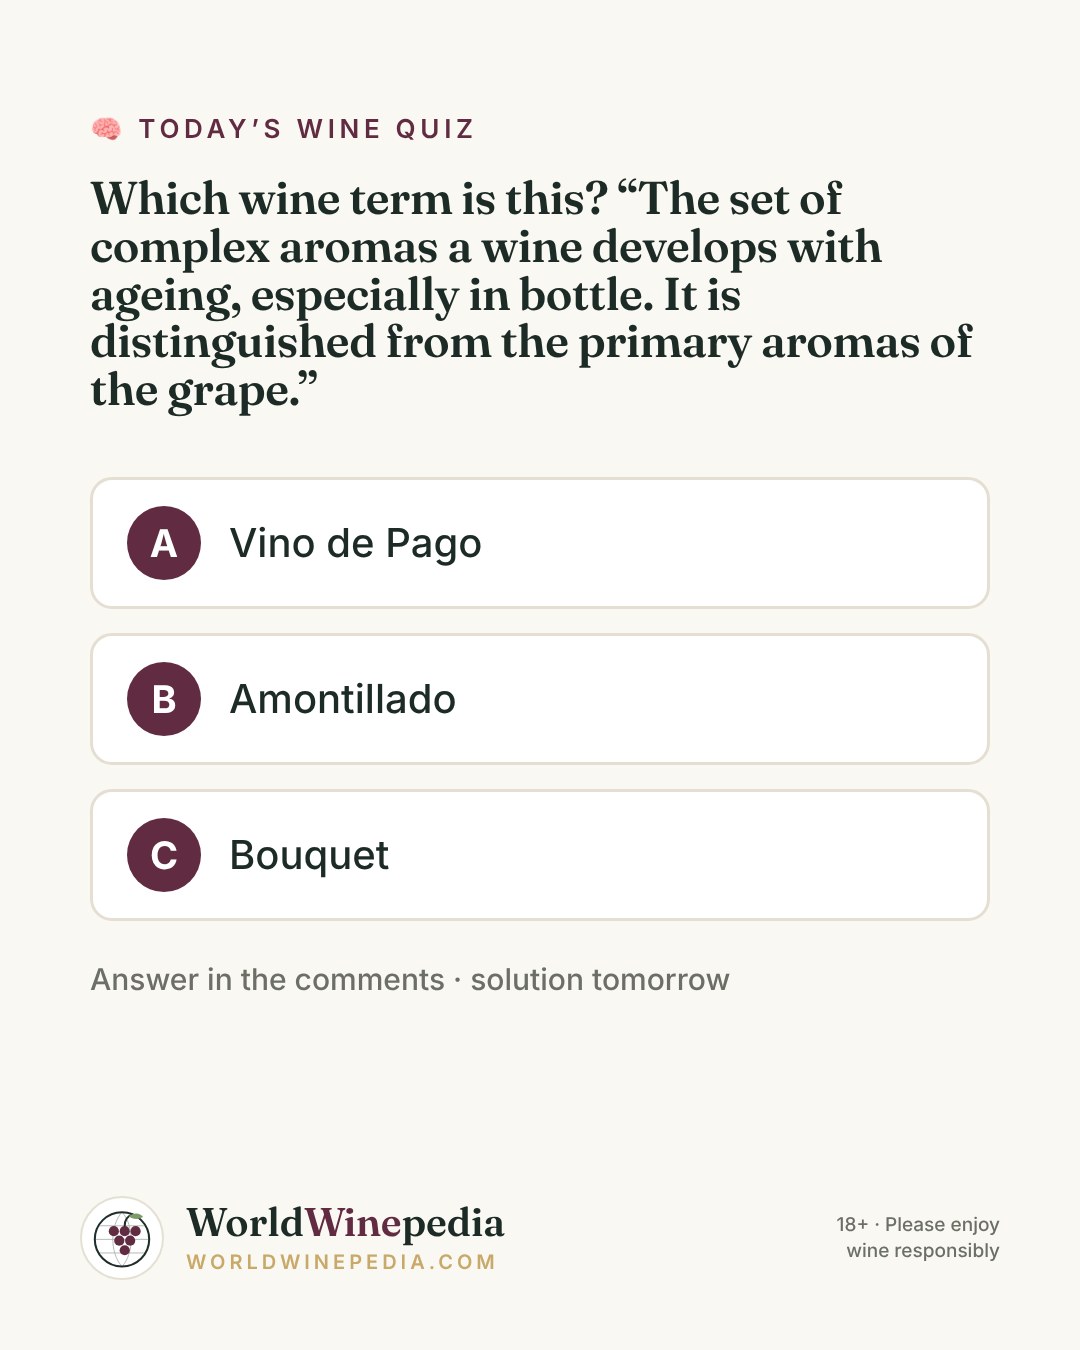 🧠 TODAY’S WINE QUIZ
Which wine term is this? “The set of
complex aromas a wine develops with
ageing, especially in bottle. It is
distinguished from the primary aromas of
the grape.”
A Vino de Pago
B Amontillado
C Bouquet
Answer in the comments · solution tomorrow
WorldWinepedia
WORLDWINEPEDIA.COM
18+ · Please enjoy
wine responsibly